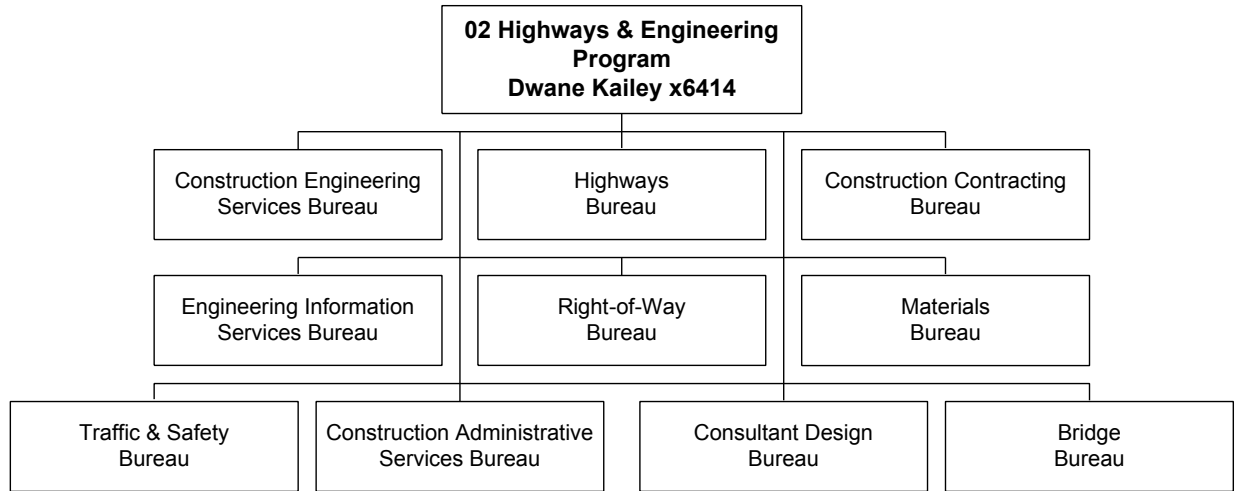 02 Highways & Engineering
Program
Dwane Kailey x6414
Construction Engineering
Services Bureau
Highways
Bureau
Construction Contracting
Bureau
Engineering Information
Services Bureau
Right-of-Way
Bureau
Materials
Bureau
Traffic & Safety
Bureau
Construction Administrative
Services Bureau
Consultant Design
Bureau
Bridge
Bureau